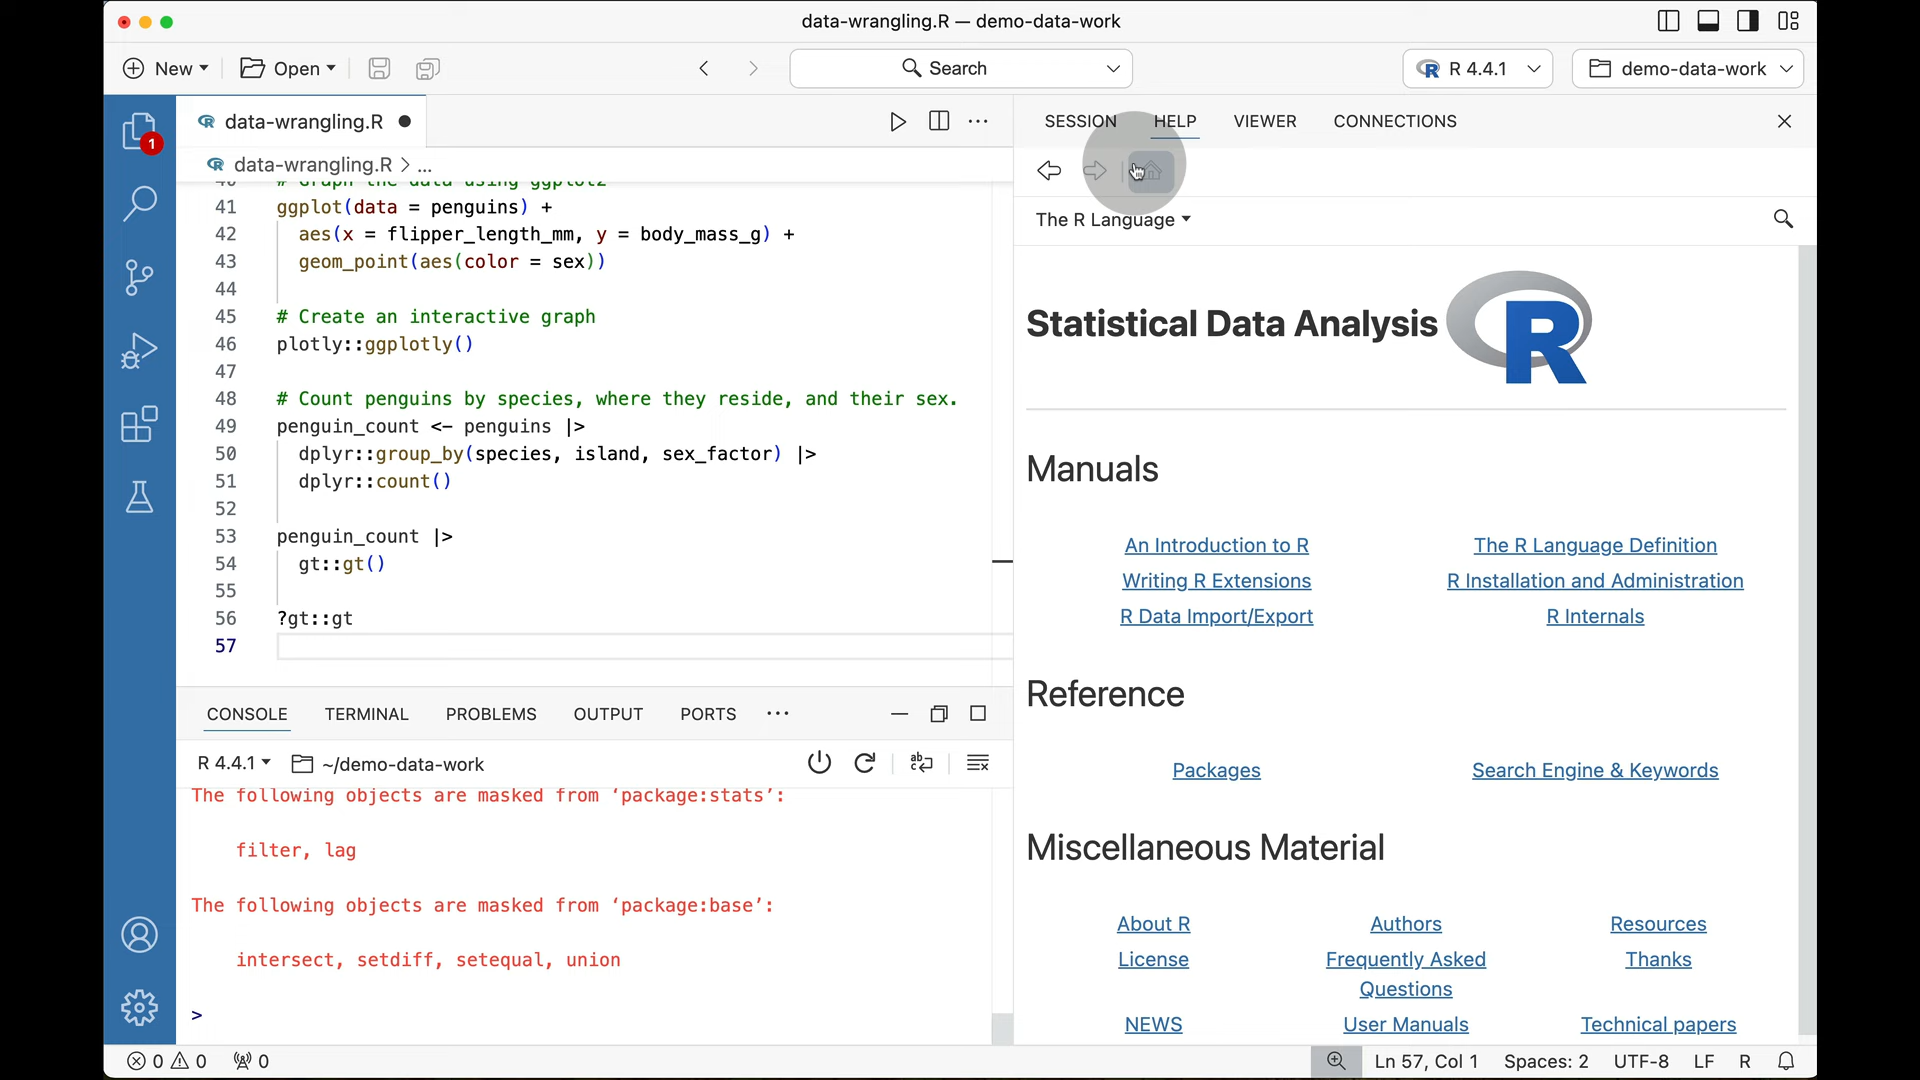 data-wrangling.R — demo-data-work
New Open Search R 4.4.1 demo-data-work
1
data-wrangling.R
data-wrangling.R > ...
40 # Graph the data using ggplot2
41 ggplot(data = penguins) +
42 aes(x = flipper_length_mm, y = body_mass_g) +
43 geom_point(aes(color = sex))
44
45 # Create an interactive graph
46 plotly::ggplotly()
47
48 # Count penguins by species, where they reside, and their sex.
49 penguin_count <- penguins |>
50 dplyr::group_by(species, island, sex_factor) |>
51 dplyr::count()
52
53 penguin_count |>
54 gt::gt()
55
56 ?gt::gt
57
CONSOLE TERMINAL PROBLEMS OUTPUT PORTS ...
R 4.4.1 ~/demo-data-work
The following objects are masked from ‘package:stats’:
filter, lag
The following objects are masked from ‘package:base’:
intersect, setdiff, setequal, union
>
SESSION HELP VIEWER CONNECTIONS
The R Language
Statistical Data Analysis R
Manuals
An Introduction to R The R Language Definition
Writing R Extensions R Installation and Administration
R Data Import/Export R Internals
Reference
Packages Search Engine & Keywords
Miscellaneous Material
About R Authors Resources
License Frequently Asked Questions Thanks
NEWS User Manuals Technical papers
0 0 0 Ln 57, Col 1 Spaces: 2 UTF-8 LF R